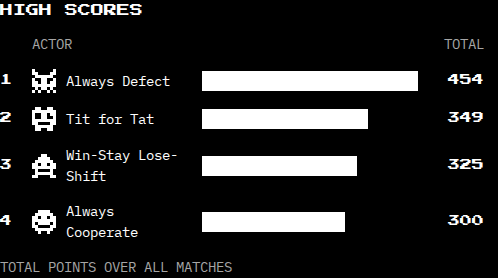 HIGH SCORES
ACTOR TOTAL
1 Always Defect 454
2 Tit for Tat 349
3 Win-Stay Lose-
Shift 325
4 Always
Cooperate 300
TOTAL POINTS OVER ALL MATCHES